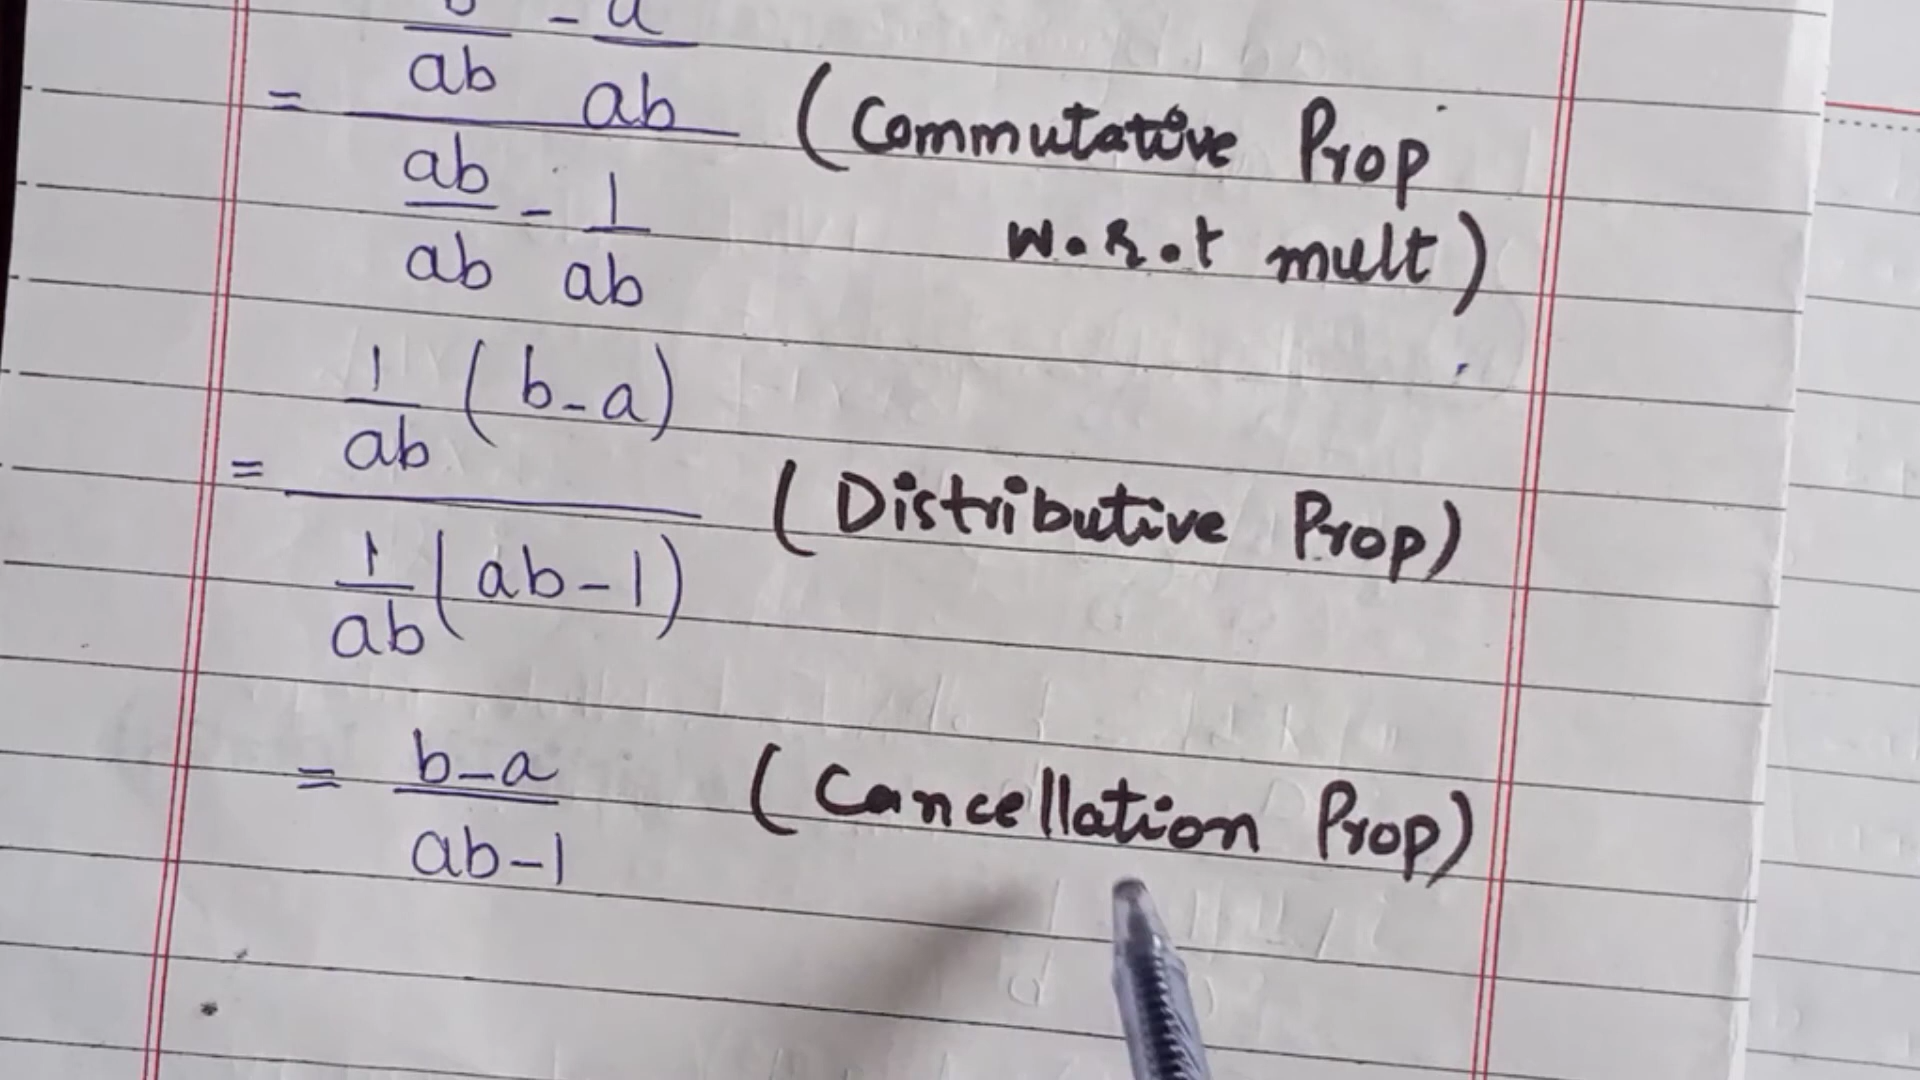 b/ab - a/ab
= ――――― (Commutative Prop
ab/ab - 1/ab w.r.t mult)
1/ab (b-a)
= ――――― (Distributive Prop)
1/ab (ab-1)
= b-a/ab-1 (Cancellation Prop)